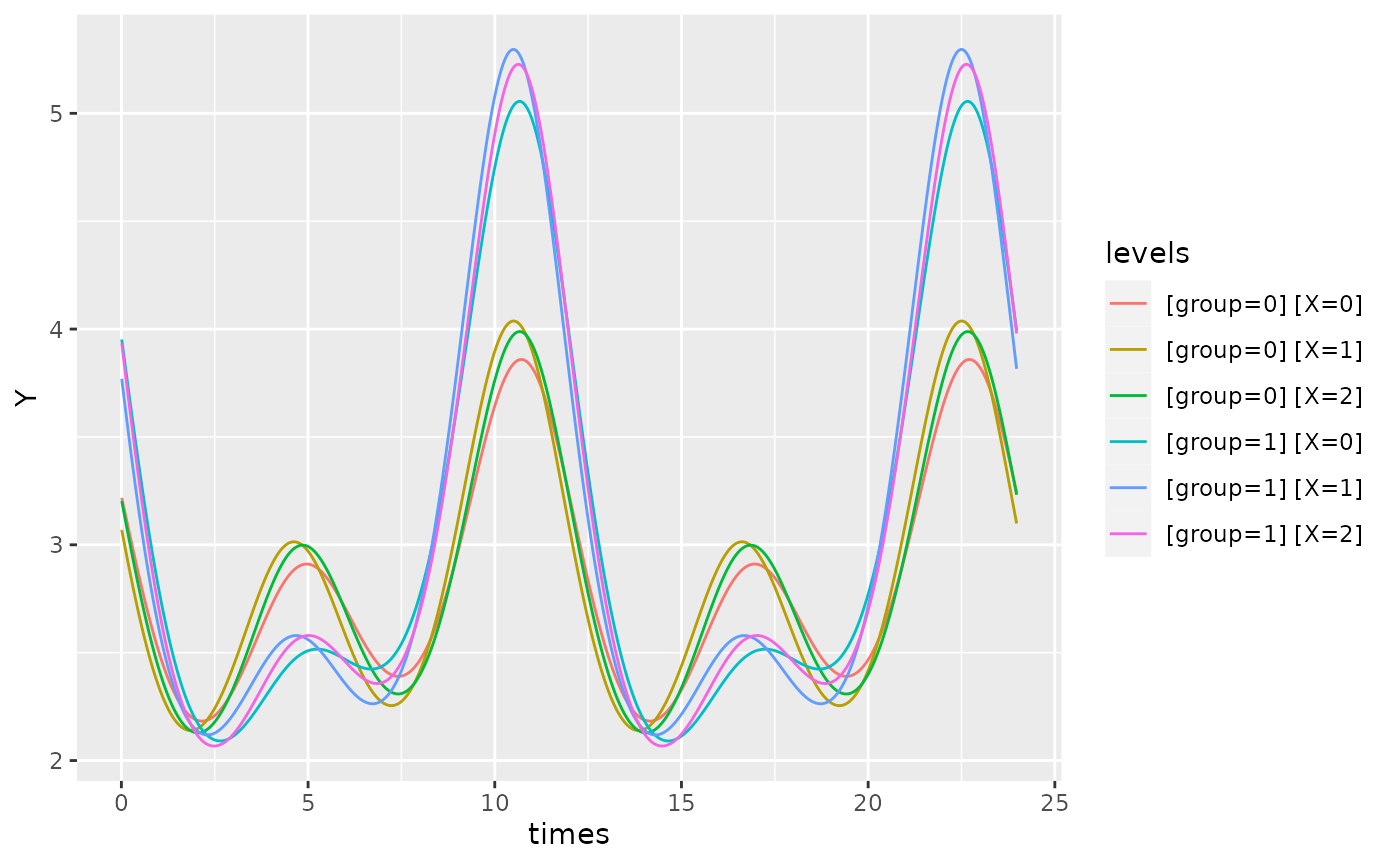 5
4
3
2
Y
0
5
10
15
20
25
times
levels
[group=0] [X=0]
[group=0] [X=1]
[group=0] [X=2]
[group=1] [X=0]
[group=1] [X=1]
[group=1] [X=2]